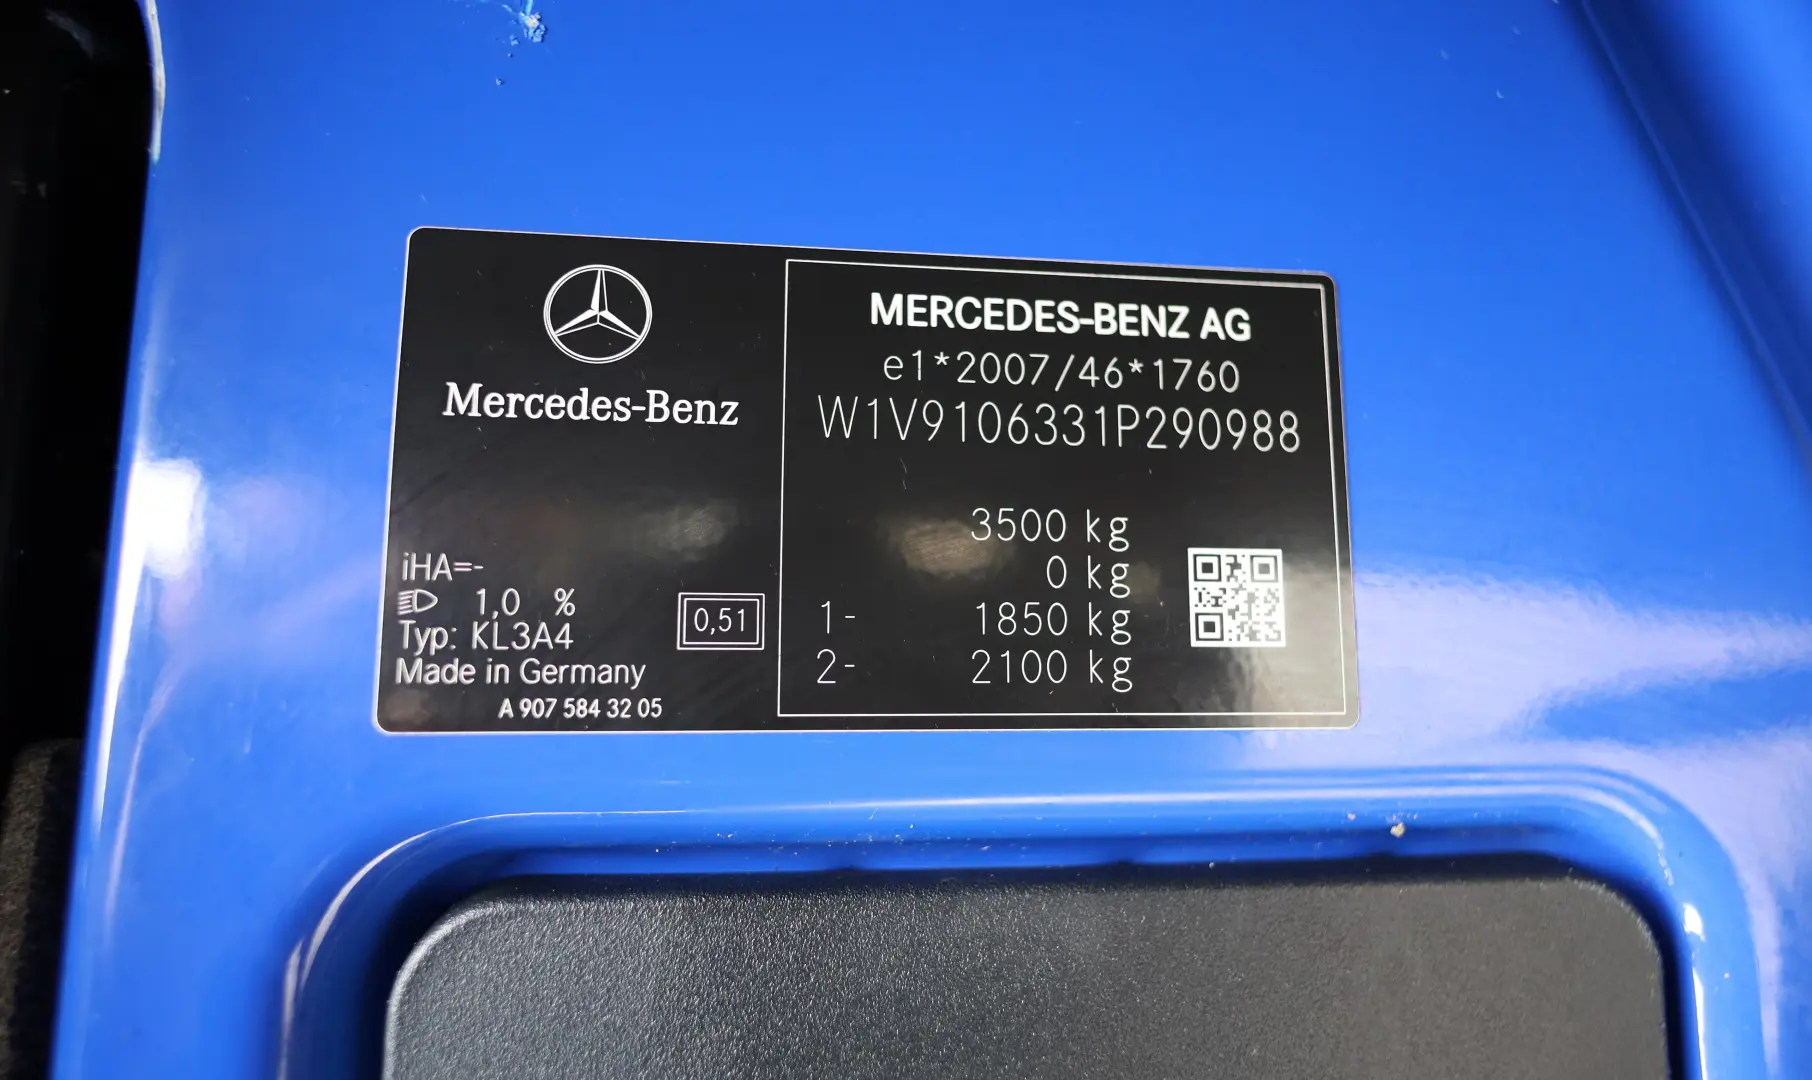 Mercedes-Benz
iHA=-
1,0 %
Typ: KL3A4
Made in Germany
A 907 584 32 05
0,51
MERCEDES-BENZ AG
e1*2007/46*1760
W1V9106331P290988
3500 kg
0 kg
1- 1850 kg
2- 2100 kg